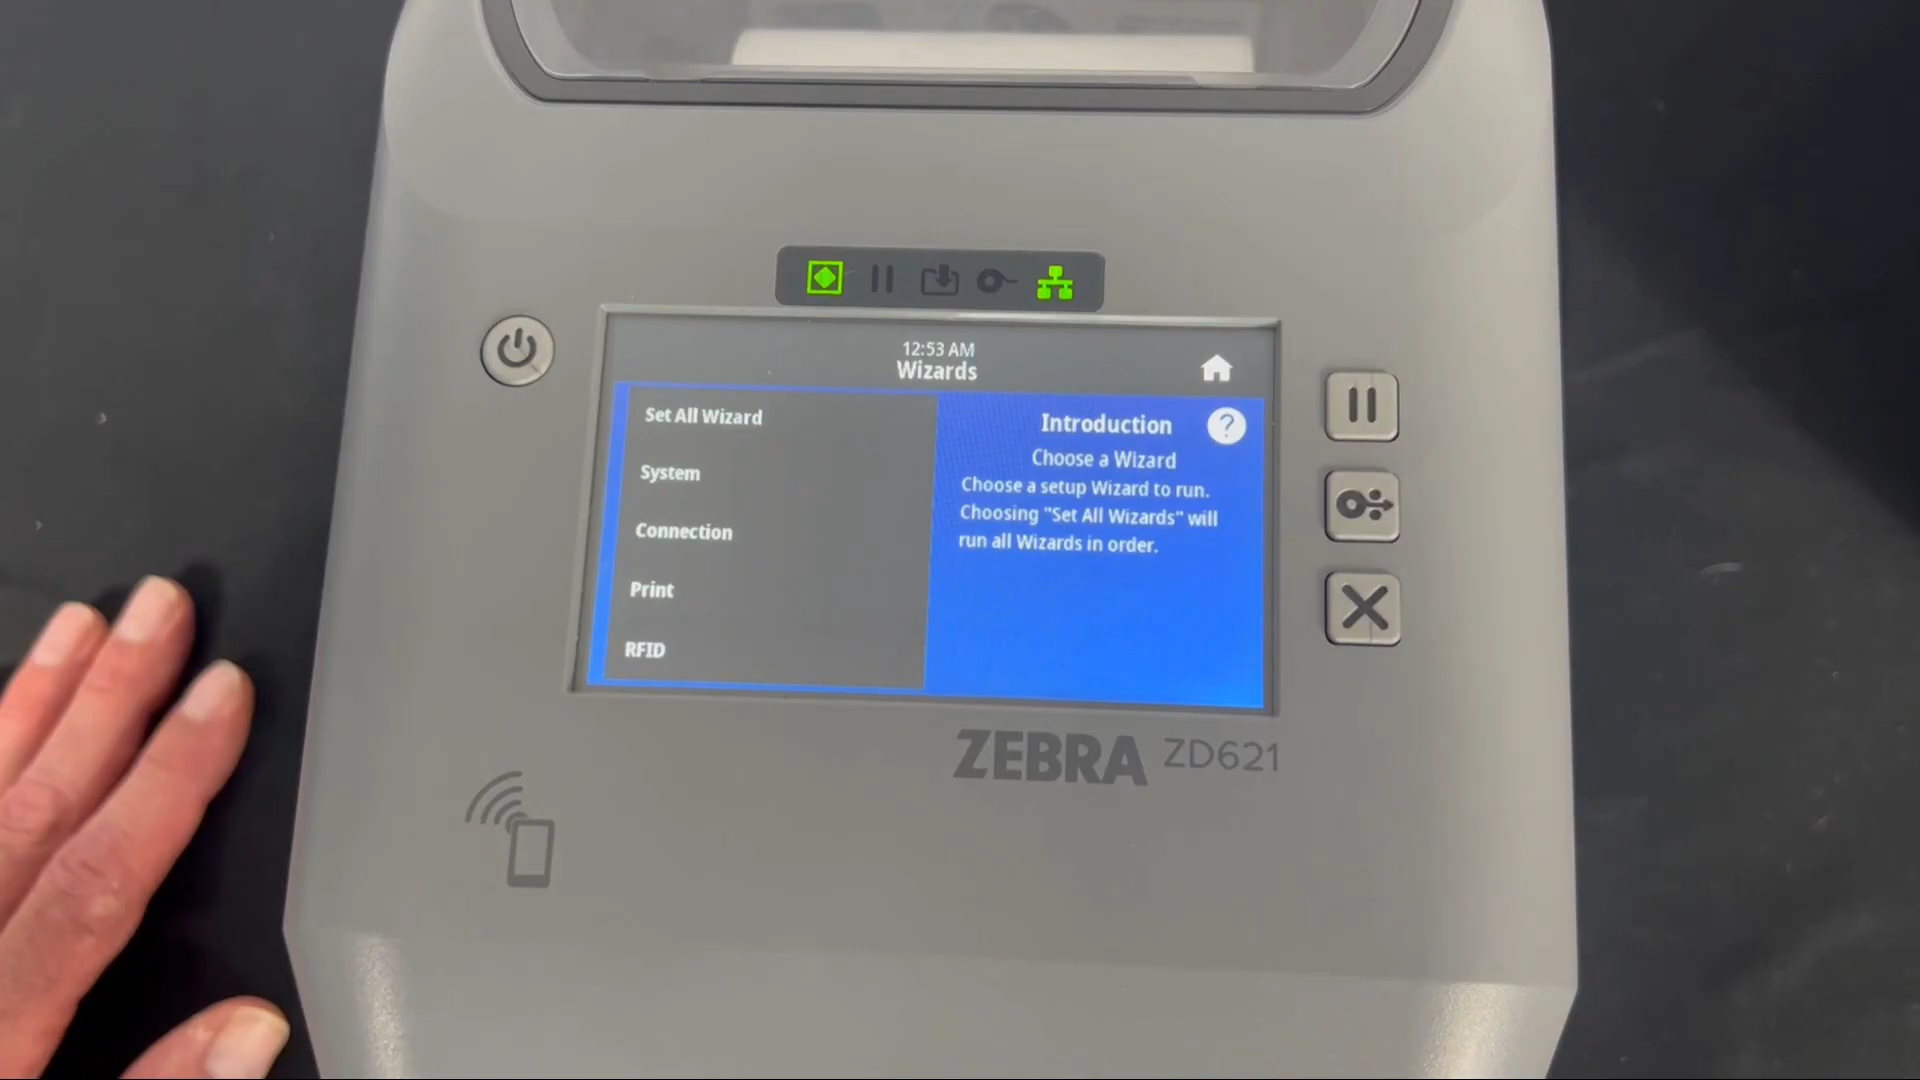 12:53 AM
Wizards
Set All Wizard
System
Connection
Print
RFID
Introduction
?
Choose a Wizard
Choose a setup Wizard to run.
Choosing "Set All Wizards" will
run all Wizards in order.
ZEBRA ZD621